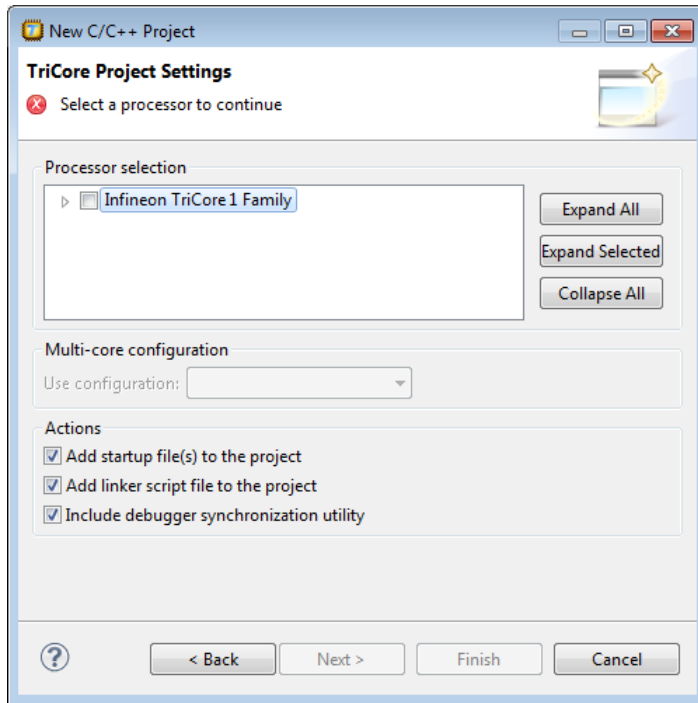 New C/C++ Project
TriCore Project Settings
Select a processor to continue
Processor selection
Infineon TriCore 1 Family
Expand All
Expand Selected
Collapse All
Multi-core configuration
Use configuration:
Actions
Add startup file(s) to the project
Add linker script file to the project
Include debugger synchronization utility
? < Back Next > Finish Cancel